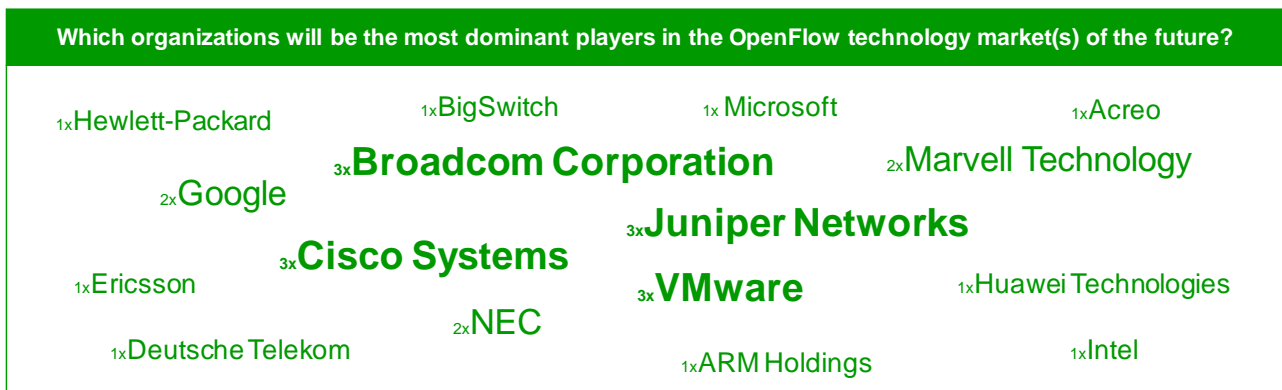 Which organizations will be the most dominant players in the OpenFlow technology market(s) of the future?
1xHewlett-Packard
1xBigSwitch
1x Microsoft
1xAcreo
3xBroadcom Corporation
2xMarvell Technology
2xGoogle
3xJuniper Networks
3xCisco Systems
1xEricsson
3xVMware
1xHuawei Technologies
2xNEC
1xDeutsche Telekom
1xARM Holdings
1xIntel